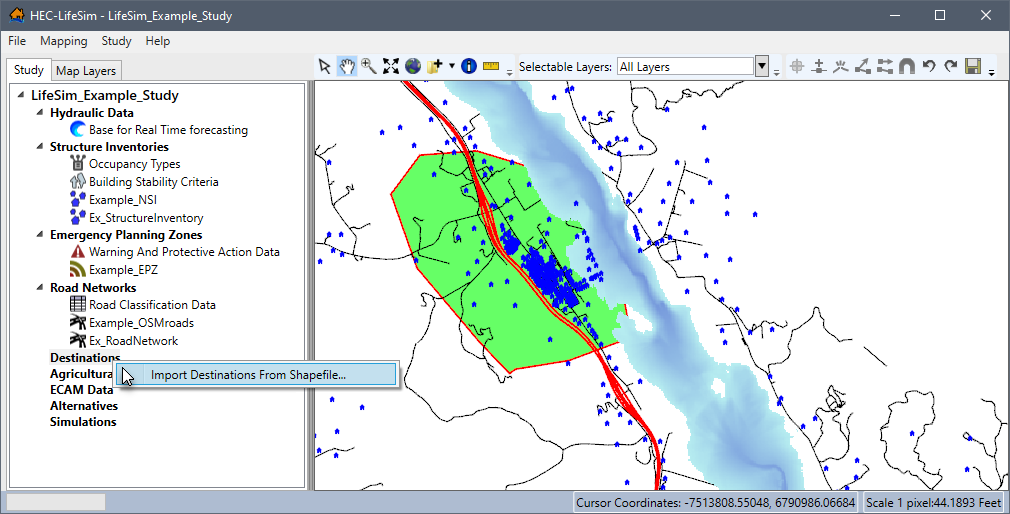 HEC-LifeSim - LifeSim_Example_Study
File Mapping Study Help
Study Map Layers
Selectable Layers: All Layers
LifeSim_Example_Study
Hydraulic Data
Base for Real Time forecasting
Structure Inventories
Occupancy Types
Building Stability Criteria
Example_NSI
Ex_StructureInventory
Emergency Planning Zones
Warning And Protective Action Data
Example_EPZ
Road Networks
Road Classification Data
Example_OSMroads
Ex_RoadNetwork
Destinations
Import Destinations From Shapefile...
Agricultura
ECAM Data
Alternatives
Simulations
Cursor Coordinates: -7513808.55048, 6790986.06684 Scale 1 pixel:44.1893 Feet